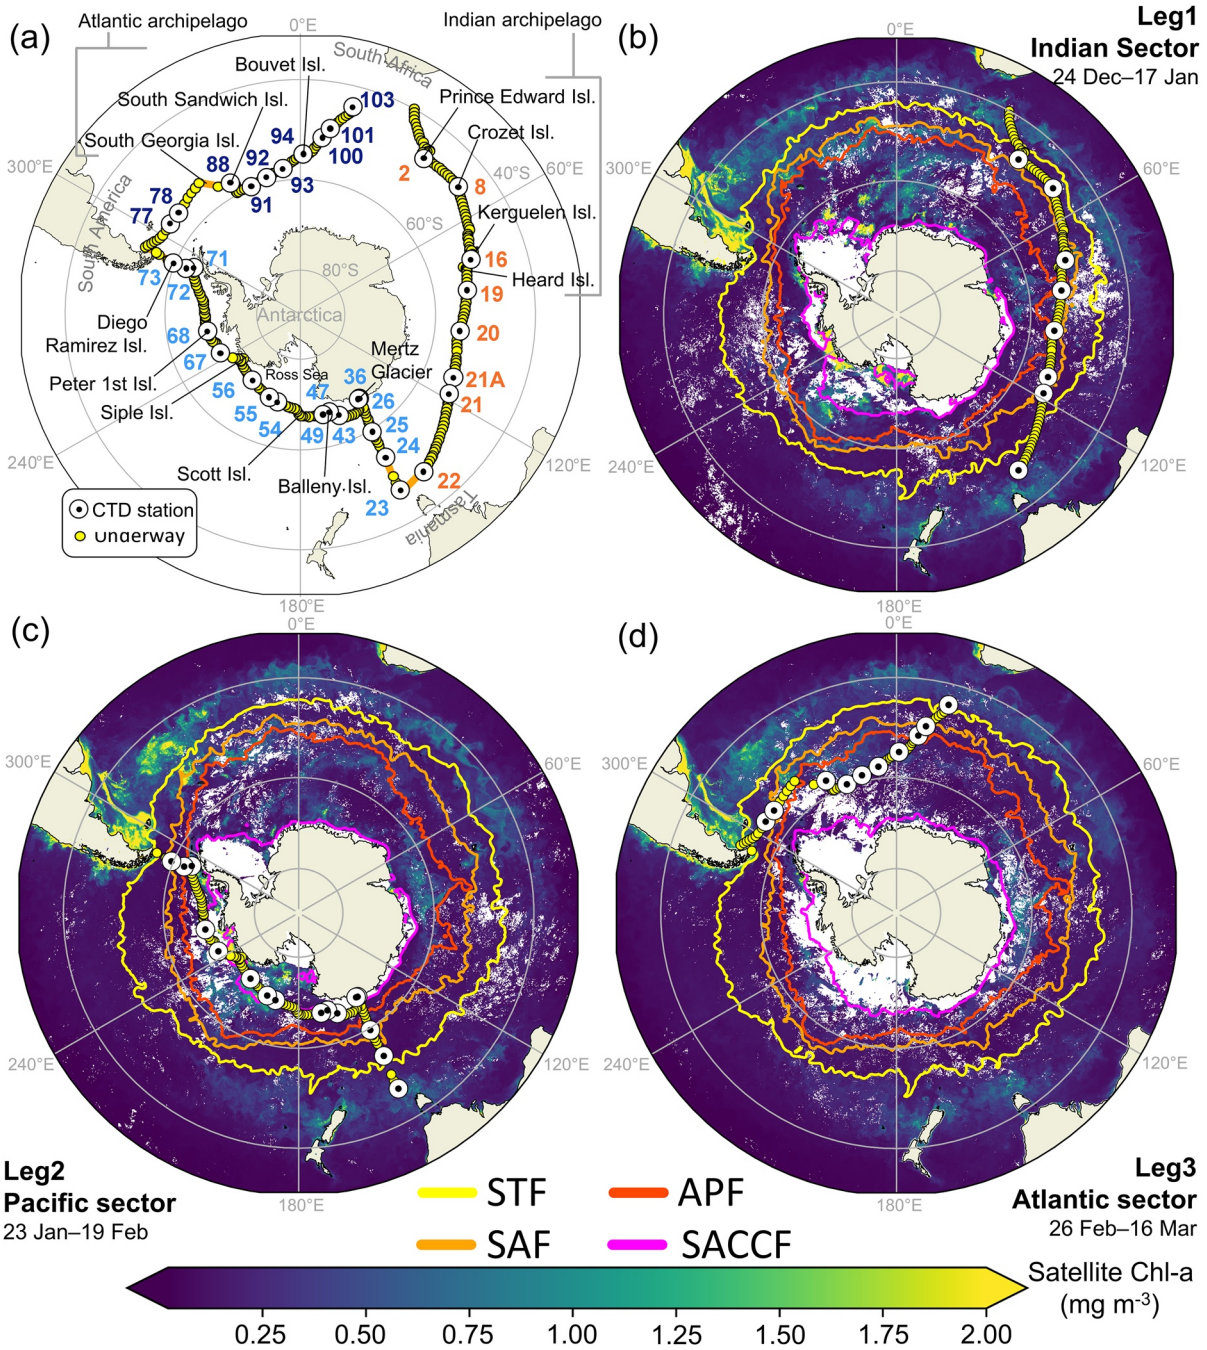 (a)
Atlantic archipelago
Indian archipelago
0°E
South Africa
Bouvet Isl.
South Sandwich Isl.
South Georgia Isl.
Prince Edward Isl.
Crozet Isl.
300°E
60°E
40°S
60°S
80°S
103
101
100
94
93
92
91
88
78
77
2
8
Kerguelen Isl.
16
Heard Isl.
19
20
21A
21
22
South America
71
73
72
Diego
Ramirez Isl.
68
67
Peter 1st Isl.
Siple Isl.
56
55
54
49
47
43
36
26
25
24
23
Antarctica
Ross Sea
Mertz
Glacier
Scott Isl.
Balleny Isl.
Tasmania
240°E
120°E
180°E
CTD station
Underway
(b)
Leg1
Indian Sector
24 Dec–17 Jan
0°E
300°E
60°E
240°E
120°E
180°E
(c)
0°E
300°E
60°E
240°E
120°E
180°E
Leg2
Pacific sector
23 Jan–19 Feb
(d)
0°E
300°E
60°E
240°E
120°E
180°E
Leg3
Atlantic sector
26 Feb–16 Mar
STF
APF
SAF
SACCF
Satellite Chl-a
(mg m⁻³)
0.25 0.50 0.75 1.00 1.25 1.50 1.75 2.00